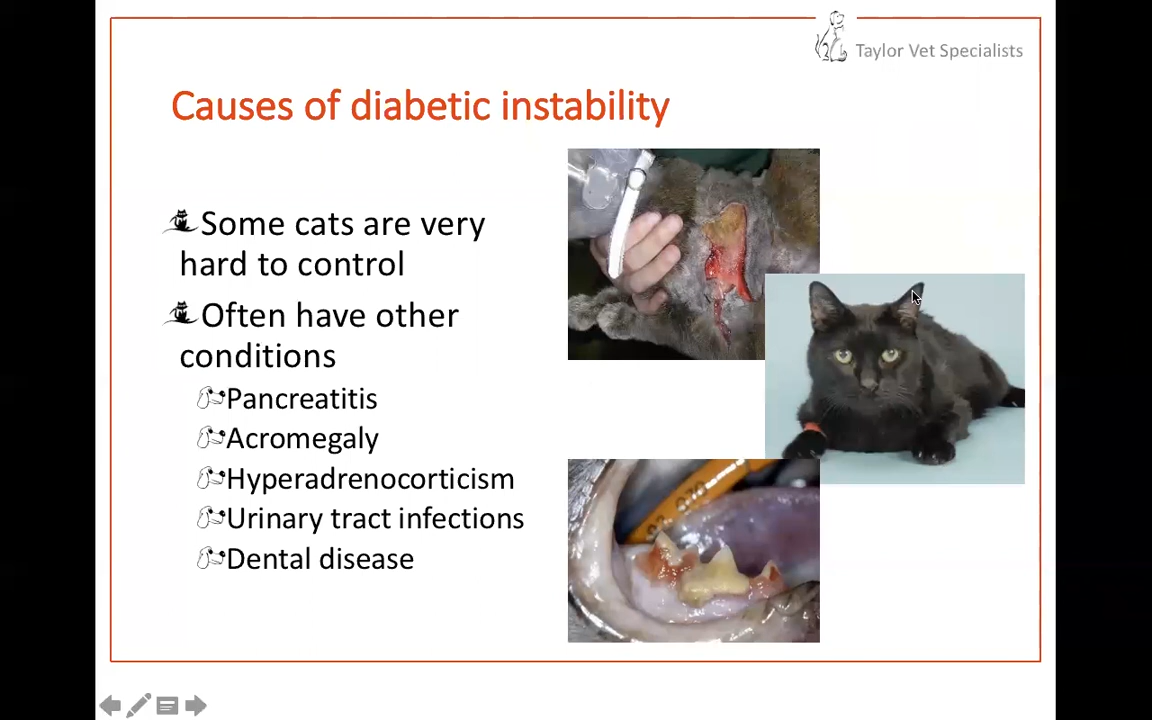 Taylor Vet Specialists
Causes of diabetic instability
Some cats are very
hard to control
Often have other
conditions
Pancreatitis
Acromegaly
Hyperadrenocorticism
Urinary tract infections
Dental disease